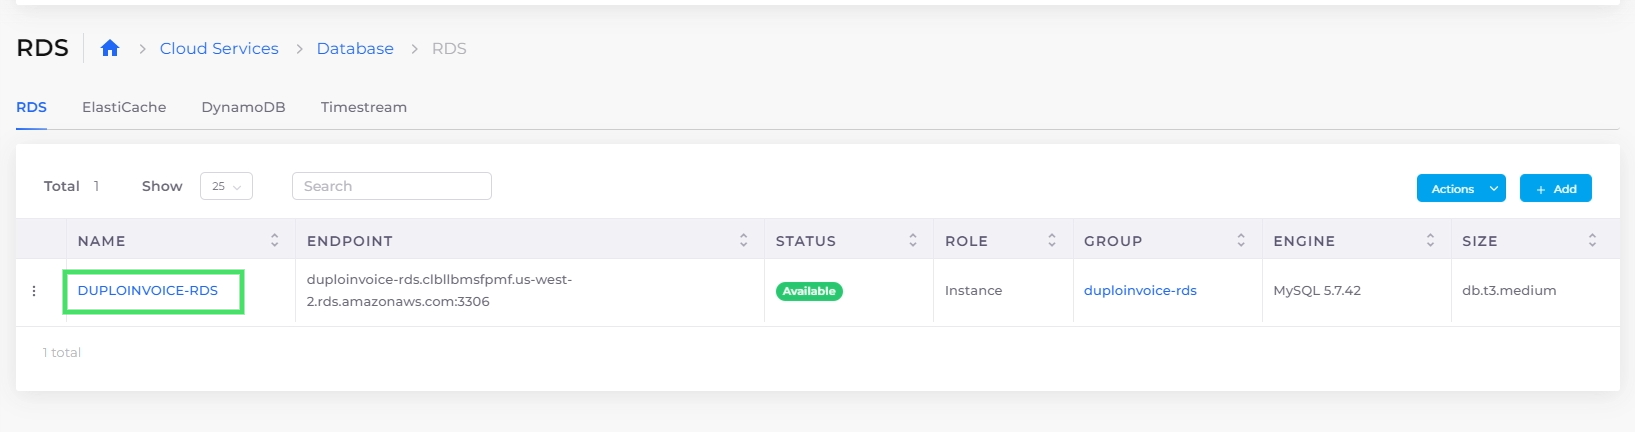 RDS Cloud Services Database RDS
RDS ElastiCache DynamoDB Timestream
Total 1 Show 25 Search Actions + Add
NAME ENDPOINT STATUS ROLE GROUP ENGINE SIZE
DUPLOINVOICE-RDS duploinvoice-rds.clbllbmsfpmf.us-west- Available Instance duploinvoice-rds MySQL 5.7.42 db.t3.medium
2.rds.amazonaws.com:3306
1 total